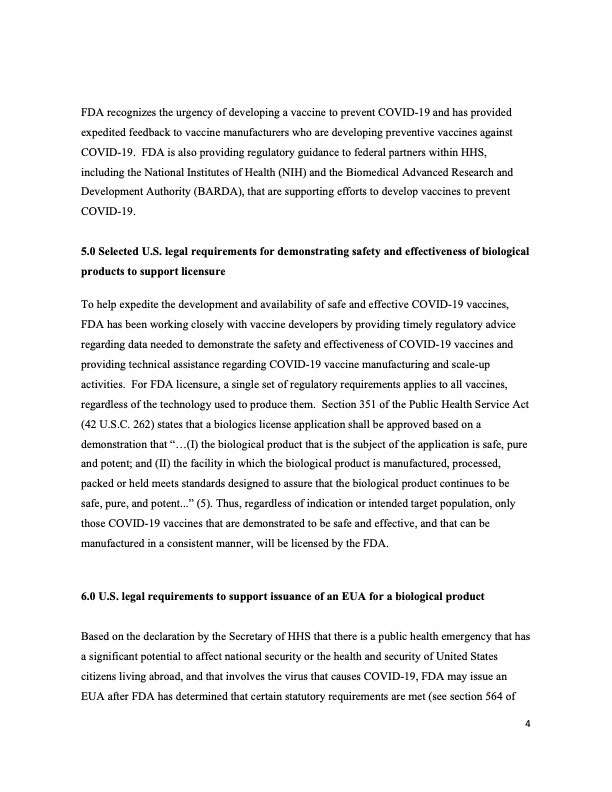 FDA recognizes the urgency of developing a vaccine to prevent COVID-19 and has provided
expedited feedback to vaccine manufacturers who are developing preventive vaccines against
COVID-19.  FDA is also providing regulatory guidance to federal partners within HHS,
including the National Institutes of Health (NIH) and the Biomedical Advanced Research and
Development Authority (BARDA), that are supporting efforts to develop vaccines to prevent
COVID-19.
5.0 Selected U.S. legal requirements for demonstrating safety and effectiveness of biological
products to support licensure
To help expedite the development and availability of safe and effective COVID-19 vaccines,
FDA has been working closely with vaccine developers by providing timely regulatory advice
regarding data needed to demonstrate the safety and effectiveness of COVID-19 vaccines and
providing technical assistance regarding COVID-19 vaccine manufacturing and scale-up
activities.  For FDA licensure, a single set of regulatory requirements applies to all vaccines,
regardless of the technology used to produce them.  Section 351 of the Public Health Service Act
(42 U.S.C. 262) states that a biologics license application shall be approved based on a
demonstration that “…(I) the biological product that is the subject of the application is safe, pure
and potent; and (II) the facility in which the biological product is manufactured, processed,
packed or held meets standards designed to assure that the biological product continues to be
safe, pure, and potent...” (5). Thus, regardless of indication or intended target population, only
those COVID-19 vaccines that are demonstrated to be safe and effective, and that can be
manufactured in a consistent manner, will be licensed by the FDA.
6.0 U.S. legal requirements to support issuance of an EUA for a biological product
Based on the declaration by the Secretary of HHS that there is a public health emergency that has
a significant potential to affect national security or the health and security of United States
citizens living abroad, and that involves the virus that causes COVID-19, FDA may issue an
EUA after FDA has determined that certain statutory requirements are met (see section 564 of
4